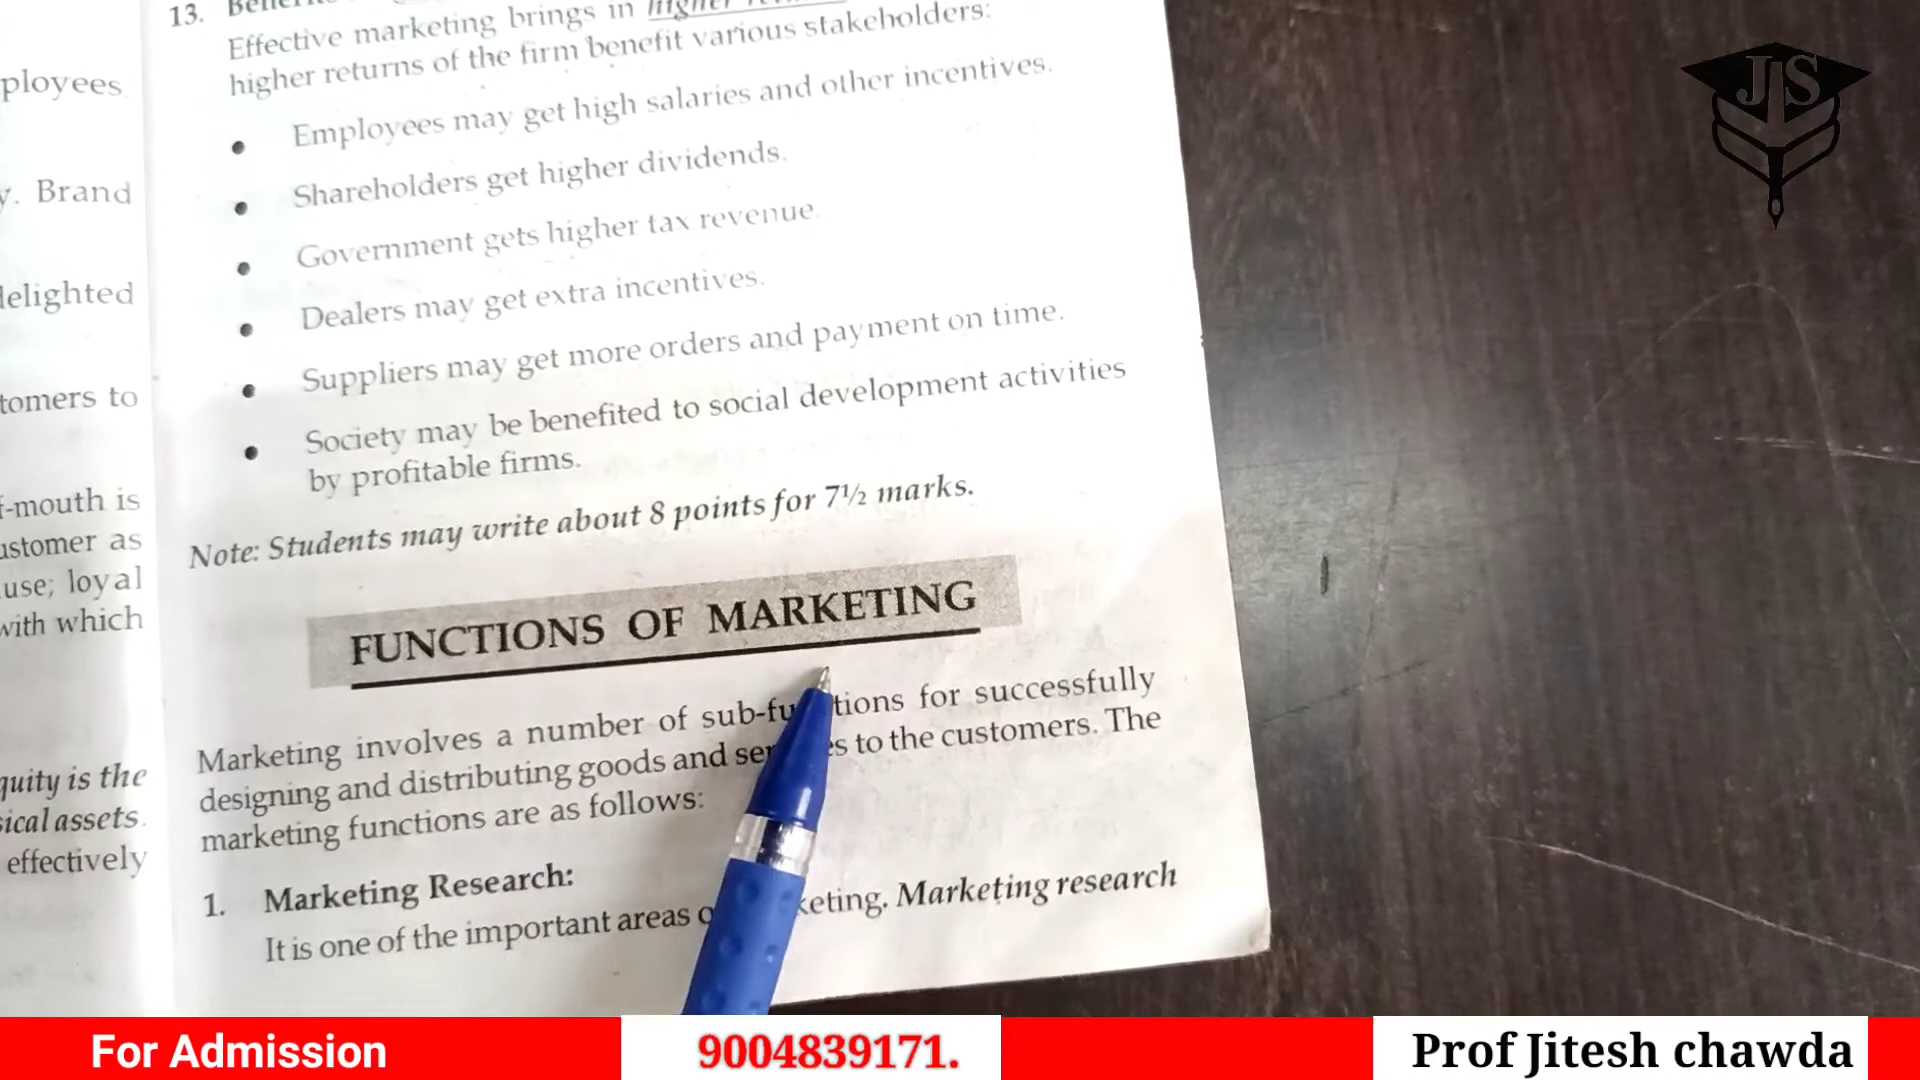 ployees
y. Brand
delighted
tomers to
f-mouth is
ustomer as
use; loyal
with which
quity is the
sical assets.
effectively
13.
Effective marketing brings in higher
higher returns of the firm benefit various stakeholders:
• Employees may get high salaries and other incentives.
• Shareholders get higher dividends.
• Government gets higher tax revenue.
• Dealers may get extra incentives.
• Suppliers may get more orders and payment on time.
• Society may be benefited to social development activities
by profitable firms.
Note: Students may write about 8 points for 7½ marks.
FUNCTIONS OF MARKETING
Marketing involves a number of sub-fu tions for successfully
designing and distributing goods and ser s to the customers. The
marketing functions are as follows:
1. Marketing Research:
It is one of the important areas o keting. Marketing research
JS
For Admission
9004839171.
Prof Jitesh chawda